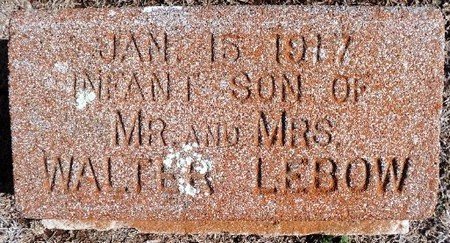 JAN. 15 1917
INFANT SON OF
MR. AND MRS.
WALTER LEBOW